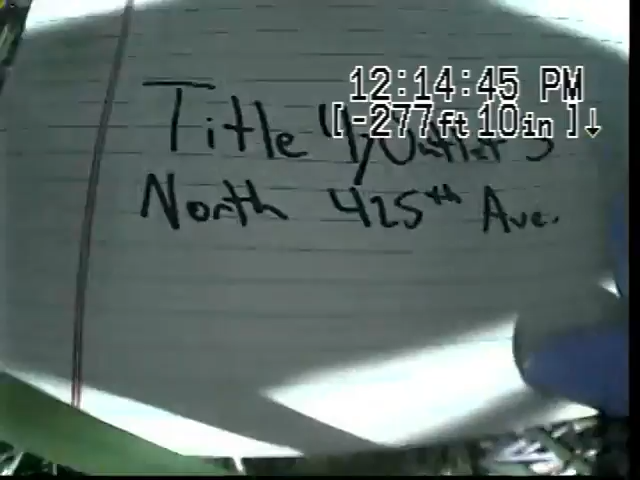 12:14:45 PM
[-277ft 10in ]↓
Title
North 425th Ave.